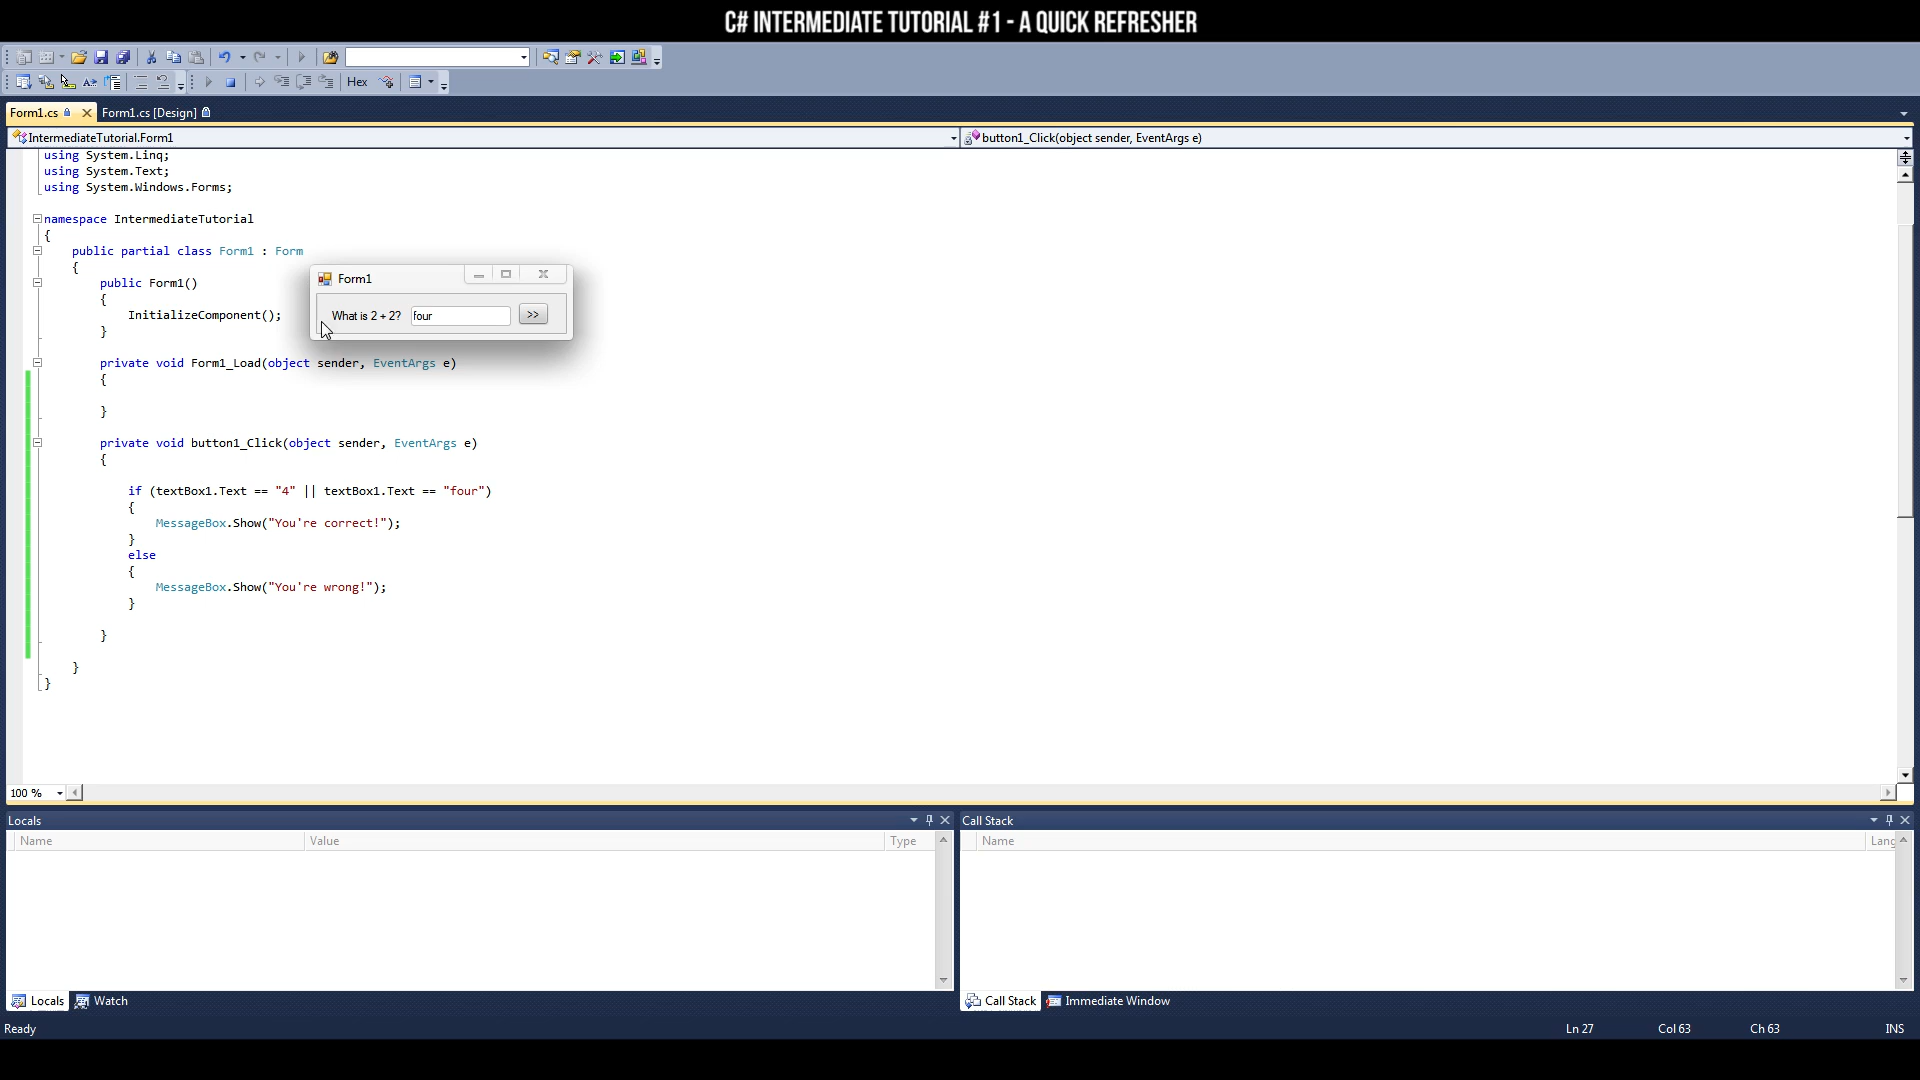 C# INTERMEDIATE TUTORIAL #1 - A QUICK REFRESHER
Hex
Form1.cs
Form1.cs [Design]
IntermediateTutorial.Form1
button1_Click(object sender, EventArgs e)
using System.Linq;
using System.Text;
using System.Windows.Forms;
namespace IntermediateTutorial
{
public partial class Form1 : Form
{
public Form1()
{
InitializeComponent();
}
Form1
What is 2 + 2? four >>
private void Form1_Load(object sender, EventArgs e)
{
}
private void button1_Click(object sender, EventArgs e)
{
if (textBox1.Text == "4" || textBox1.Text == "four")
{
MessageBox.Show("You're correct!");
}
else
{
MessageBox.Show("You're wrong!");
}
}
}
}
100 %
Locals
Name Value Type
Call Stack
Name Lang
Locals Watch
Call Stack Immediate Window
Ready Ln 27 Col 63 Ch 63 INS